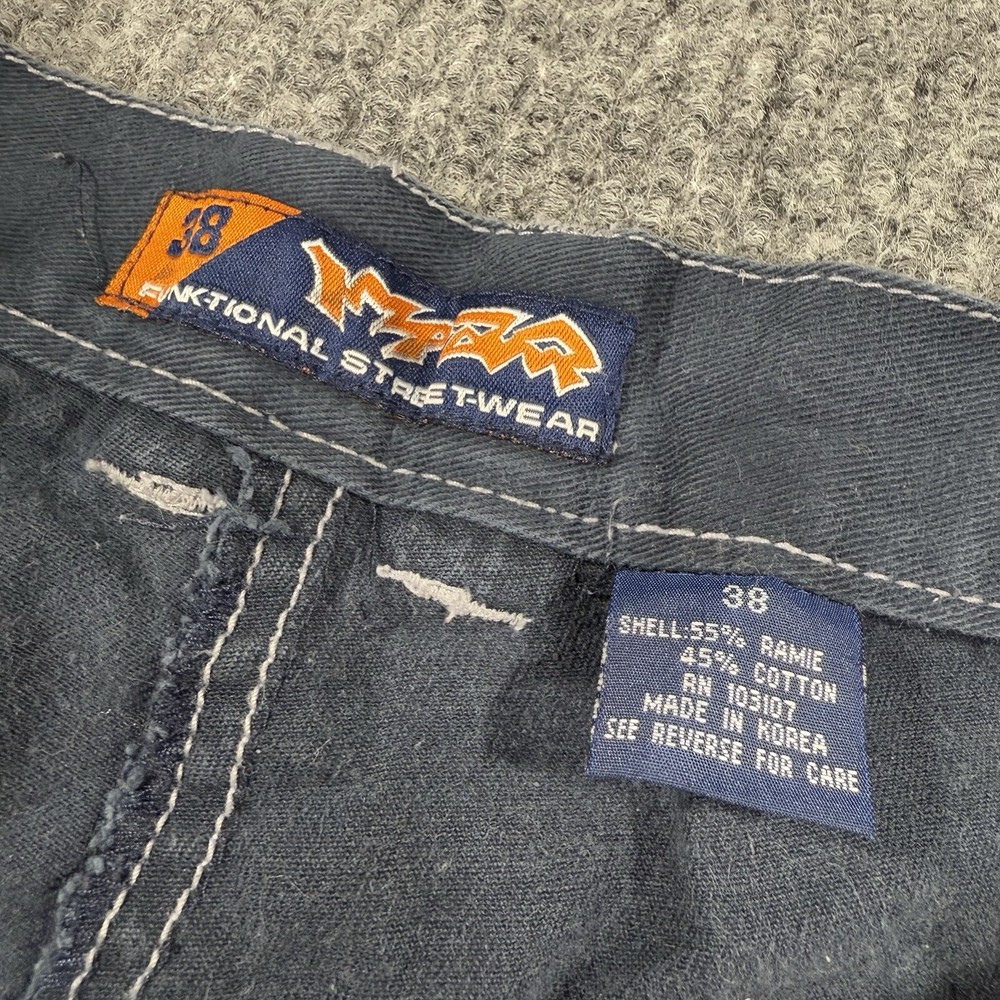 38
FUNK-TIONAL STREET-WEAR
38
SHELL:55% RAMIE
45% COTTON
RN 103107
MADE IN KOREA
SEE REVERSE FOR CARE